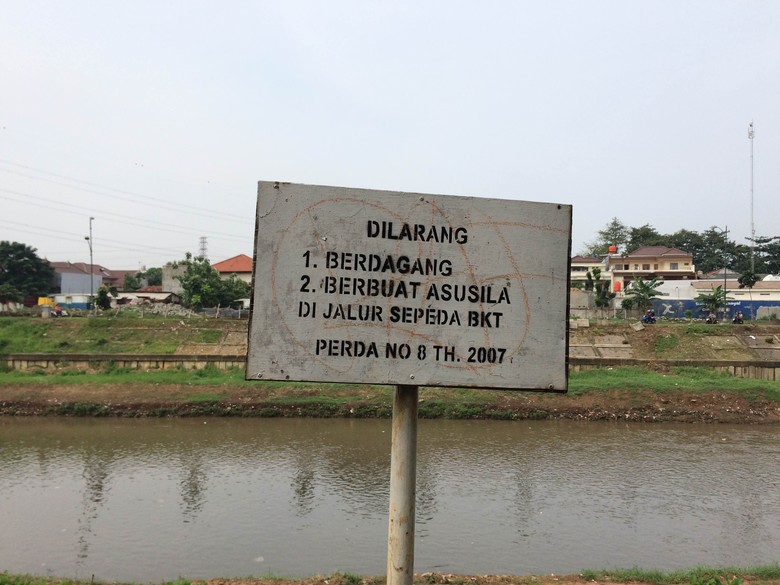 DILARANG
1. BERDAGANG
2. BERBUAT ASUSILA
DI JALUR SEPEDA BKT
PERDA NO 8 TH. 2007